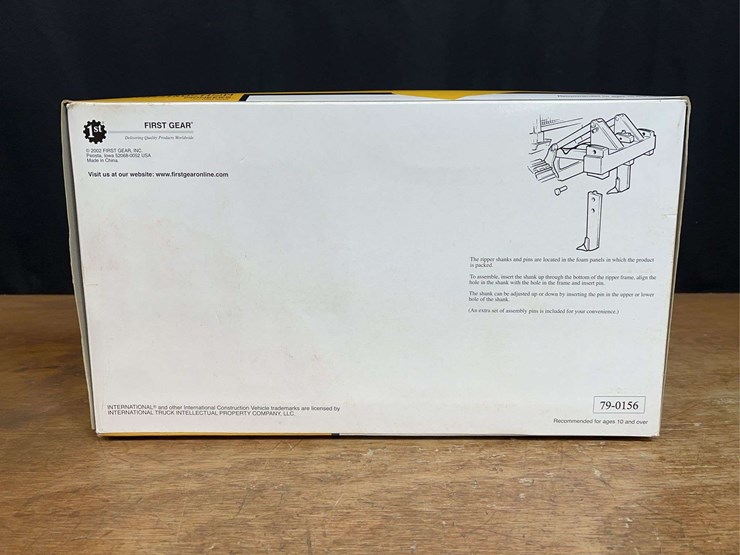 1st
FIRST GEAR®
Delivering Quality Products Worldwide
© 2002 FIRST GEAR, INC.
Peosta, Iowa 52068-0052 USA
Made in China.
Visit us at our website: www.firstgearonline.com
The ripper shanks and pins are located in the foam panels in which the product
is packed.
To assemble, insert the shank up through the bottom of the ripper frame, align the
hole in the shank with the hole in the frame and insert pin.
The shank can be adjusted up or down by inserting the pin in the upper or lower
hole of the shank.
(An extra set of assembly pins is included for your convenience.)
INTERNATIONAL® and other International Construction Vehicle trademarks are licensed by
INTERNATIONAL TRUCK INTELLECTUAL PROPERTY COMPANY, LLC.
79-0156
Recommended for ages 10 and over